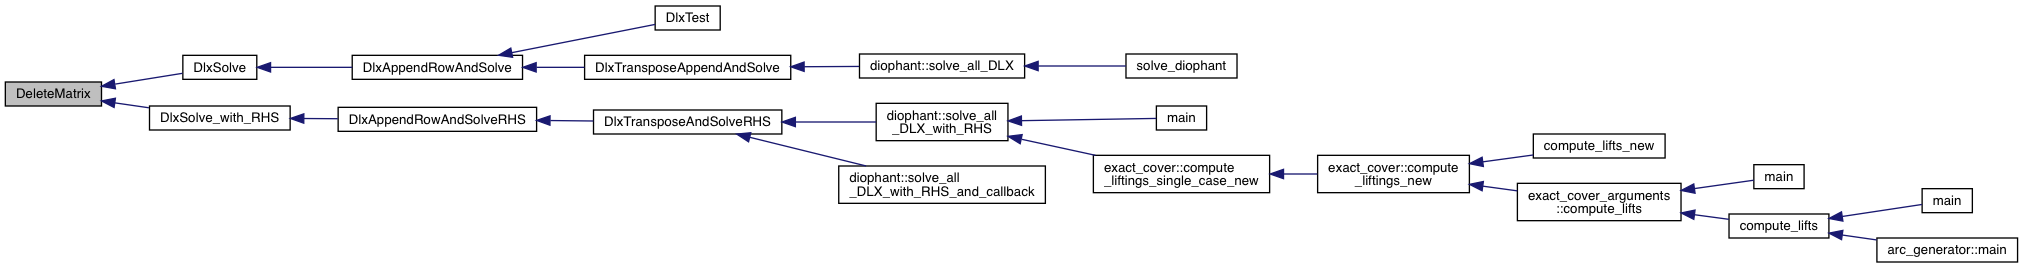 DeleteMatrix
DlxSolve
DlxAppendRowAndSolve
DlxTest
DlxTransposeAppendAndSolve
diophant::solve_all_DLX
solve_diophant
DlxSolve_with_RHS
DlxAppendRowAndSolveRHS
DlxTransposeAndSolveRHS
diophant::solve_all
_DLX_with_RHS
main
exact_cover::compute
_liftings_single_case_new
exact_cover::compute
_liftings_new
compute_lifts_new
exact_cover_arguments
::compute_lifts
main
compute_lifts
main
arc_generator::main
diophant::solve_all
_DLX_with_RHS_and_callback